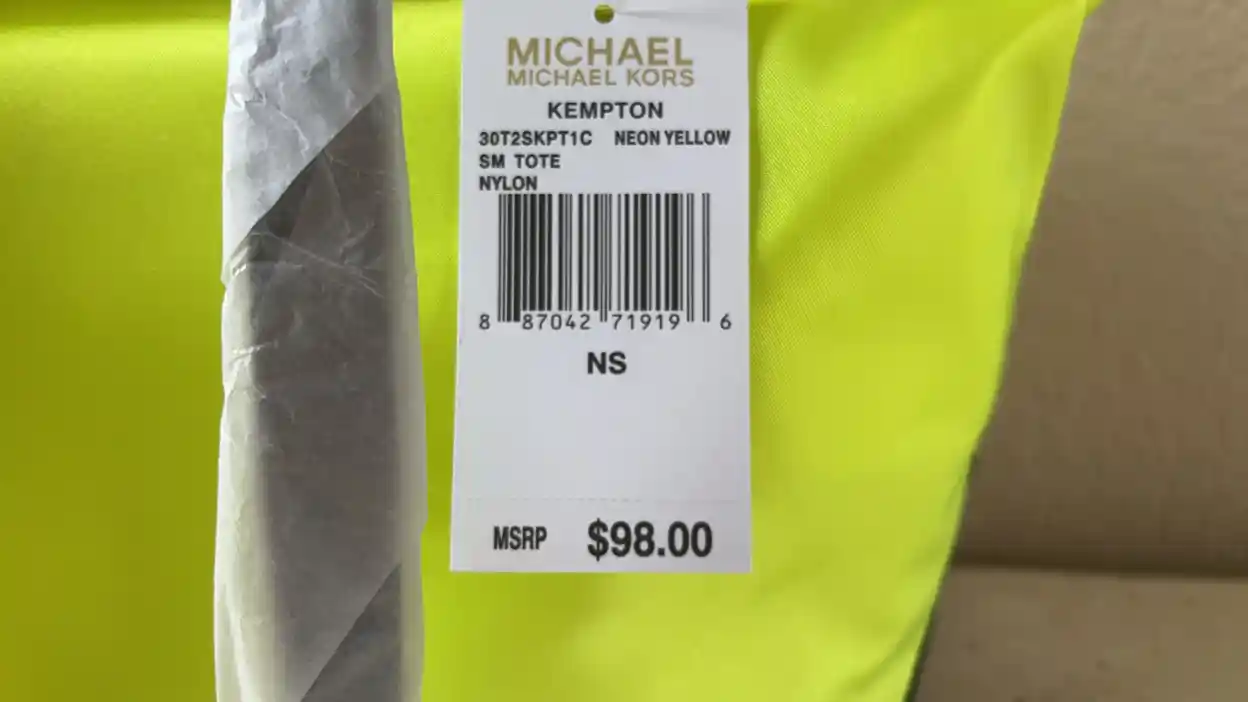 MICHAEL
MICHAEL KORS
KEMPTON
30T2SKPT1C NEON YELLOW
SM TOTE
NYLON
8 87042 71919 6
NS
MSRP $98.00